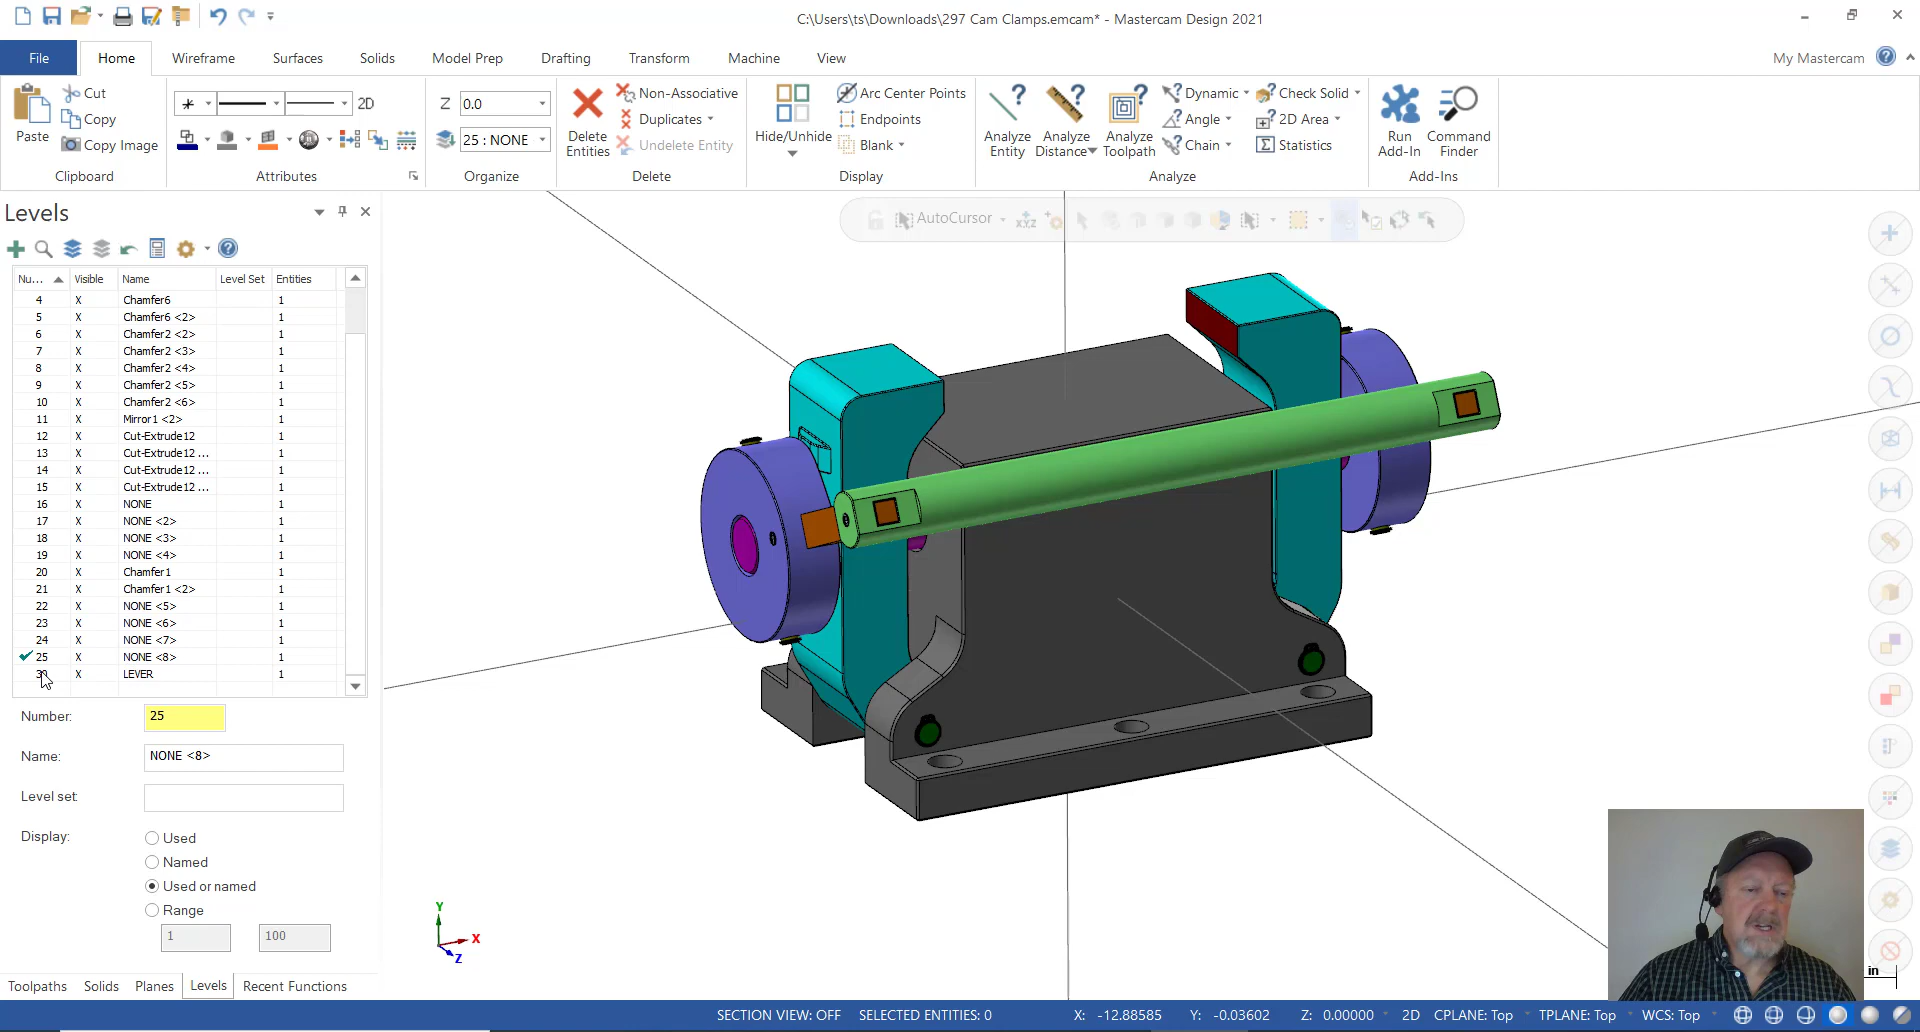 C:\Users\ts\Downloads\297 Cam Clamps.emcam* - Mastercam Design 2021
File Home Wireframe Surfaces Solids Model Prep Drafting Transform Machine View My Mastercam
Paste
Cut
Copy
Copy Image
Clipboard
2D
Attributes
Z 0.0
25 : NONE
Organize
Delete Entities
Non-Associative
Duplicates
Undelete Entity
Delete
Hide/Unhide
Arc Center Points
Endpoints
Blank
Display
Analyze Entity
Analyze Distance
Analyze Toolpath
Dynamic
Angle
Chain
Check Solid
2D Area
Statistics
Analyze
Run Add-In
Command Finder
Add-Ins
Levels
AutoCursor
Nu... Visible Name Level Set Entities
4 X Chamfer6 1
5 X Chamfer6 <2> 1
6 X Chamfer2 <2> 1
7 X Chamfer2 <3> 1
8 X Chamfer2 <4> 1
9 X Chamfer2 <5> 1
10 X Chamfer2 <6> 1
11 X Mirror1 <2> 1
12 X Cut-Extrude12 1
13 X Cut-Extrude12 ... 1
14 X Cut-Extrude12 ... 1
15 X Cut-Extrude12 ... 1
16 X NONE 1
17 X NONE <2> 1
18 X NONE <3> 1
19 X NONE <4> 1
20 X Chamfer1 1
21 X Chamfer1 <2> 1
22 X NONE <5> 1
23 X NONE <6> 1
24 X NONE <7> 1
25 X NONE <8> 1
X LEVER 1
Number: 25
Name: NONE <8>
Level set:
Display: Used
Named
Used or named
Range
1 100
Y
X
Z
in
Toolpaths Solids Planes Levels Recent Functions
SECTION VIEW: OFF SELECTED ENTITIES: 0 X: -12.88585 Y: -0.03602 Z: 0.00000 2D CPLANE: Top TPLANE: Top WCS: Top